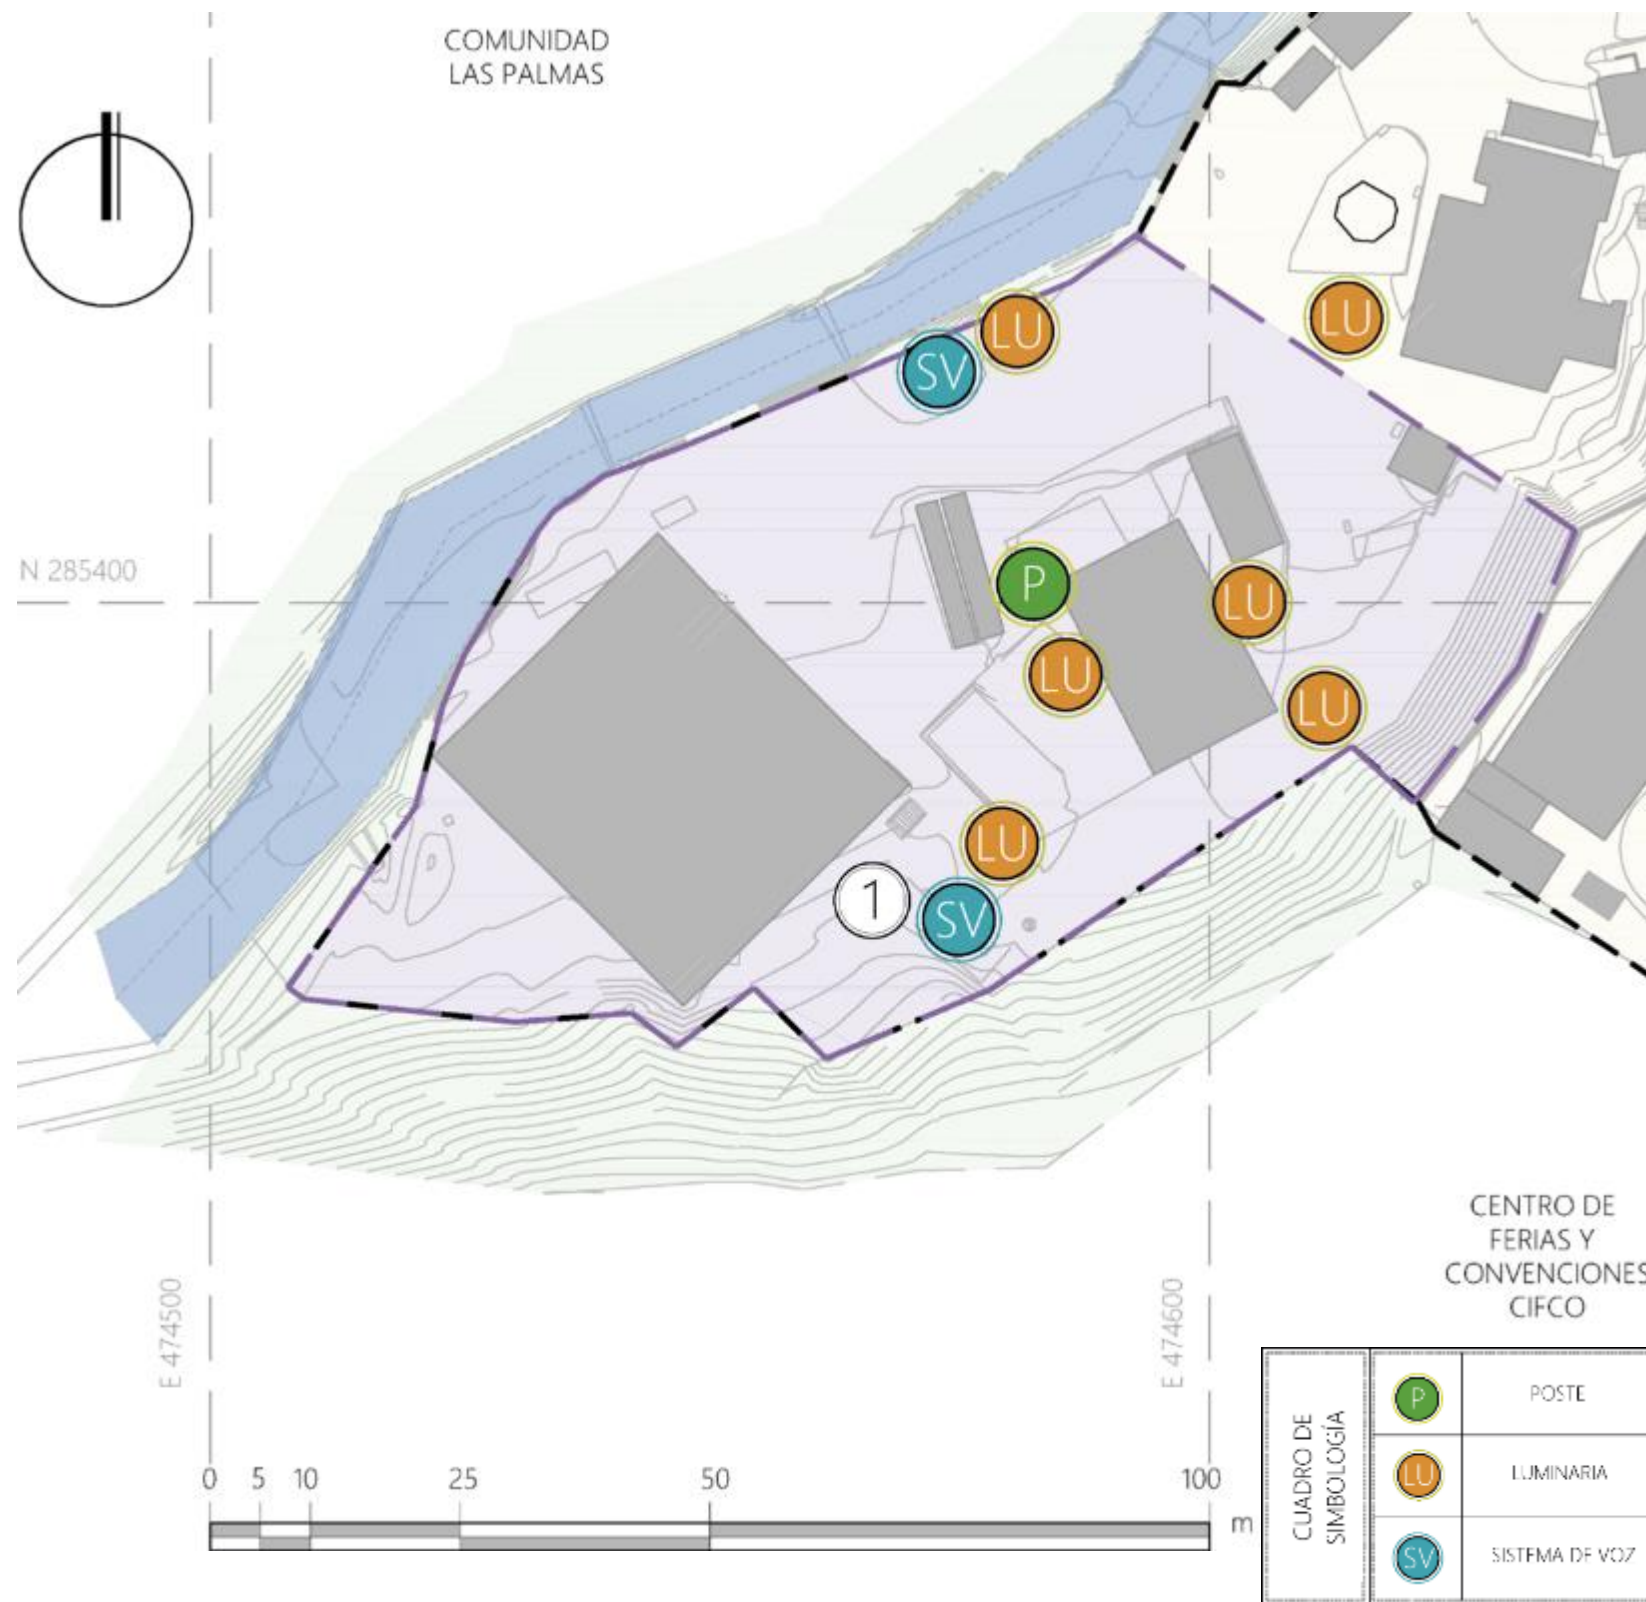 COMUNIDAD
LAS PALMAS
LU
LU
SV
N 285400
P
LU
LU
LU
LU
1
SV
CENTRO DE
FERIAS Y
CONVENCIONES
CIFCO
E 474500
E 474600
0 5 10 25 50 100
m
CUADRO DE
SIMBOLOGÍA
P POSTE
LU LUMINARIA
SV SISTEMA DE VOZ